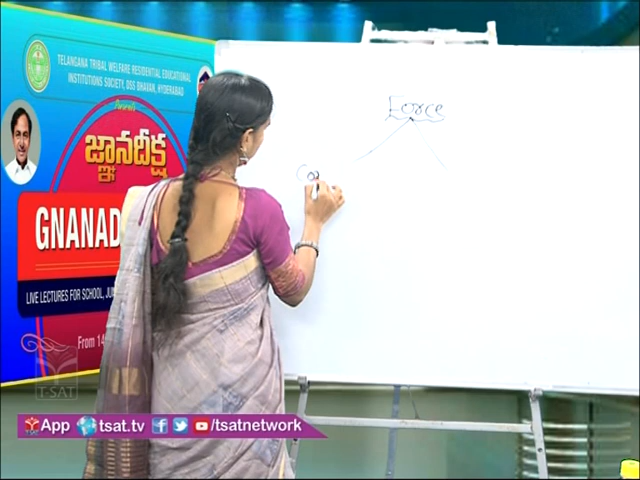 TELANGANA TRIBAL WELFARE RESIDENTIAL EDUCATIONAL
INSTITUTIONS SOCIETY, DSS BHAVAN, HYDERABAD
జ్ఞానదీక్ష
GNANAD
LIVE LECTURES FOR SCHOOL, JU
From 14
Force
T-SAT
App tsat.tv /tsatnetwork